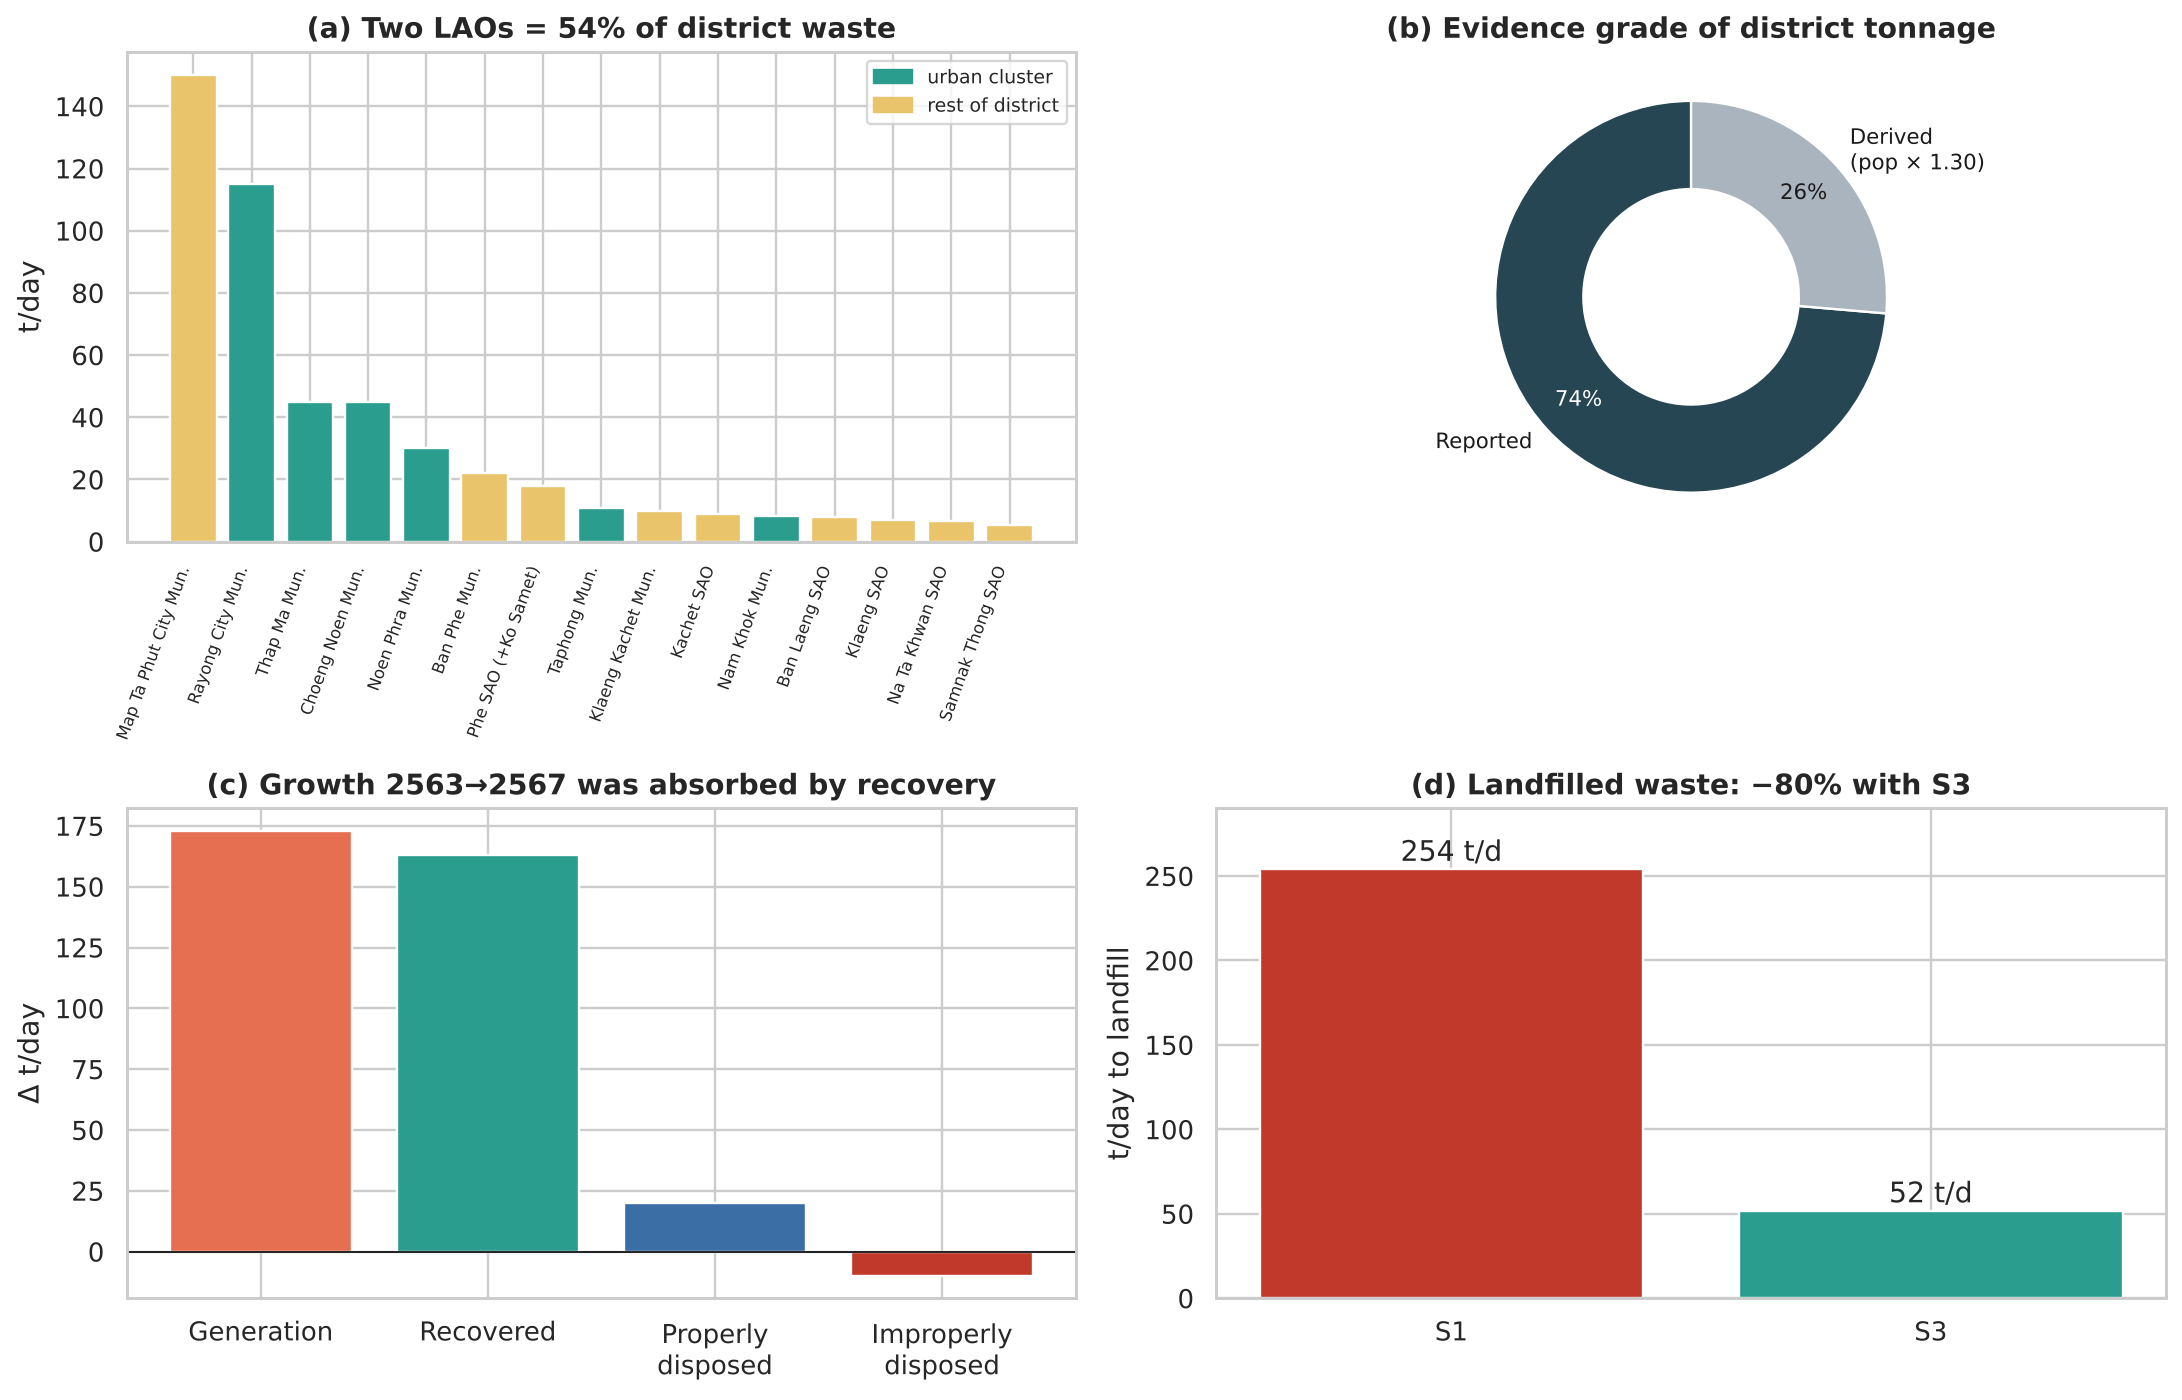 (a) Two LAOs = 54% of district waste
t/day
140
120
100
80
60
40
20
0
urban cluster
rest of district
Map Ta Phut City Mun.
Rayong City Mun.
Thap Ma Mun.
Choeng Noen Mun.
Noen Phra Mun.
Ban Phe Mun.
Phe SAO (+Ko Samet)
Taphong Mun.
Klaeng Kachet Mun.
Kachet SAO
Nam Khok Mun.
Ban Laeng SAO
Klaeng SAO
Na Ta Khwan SAO
Samnak Thong SAO
(b) Evidence grade of district tonnage
Derived
(pop × 1.30)
26%
74%
Reported
(c) Growth 2563→2567 was absorbed by recovery
Δ t/day
175
150
125
100
75
50
25
0
Generation
Recovered
Properly
disposed
Improperly
disposed
(d) Landfilled waste: −80% with S3
t/day to landfill
250
200
150
100
50
0
254 t/d
52 t/d
S1
S3